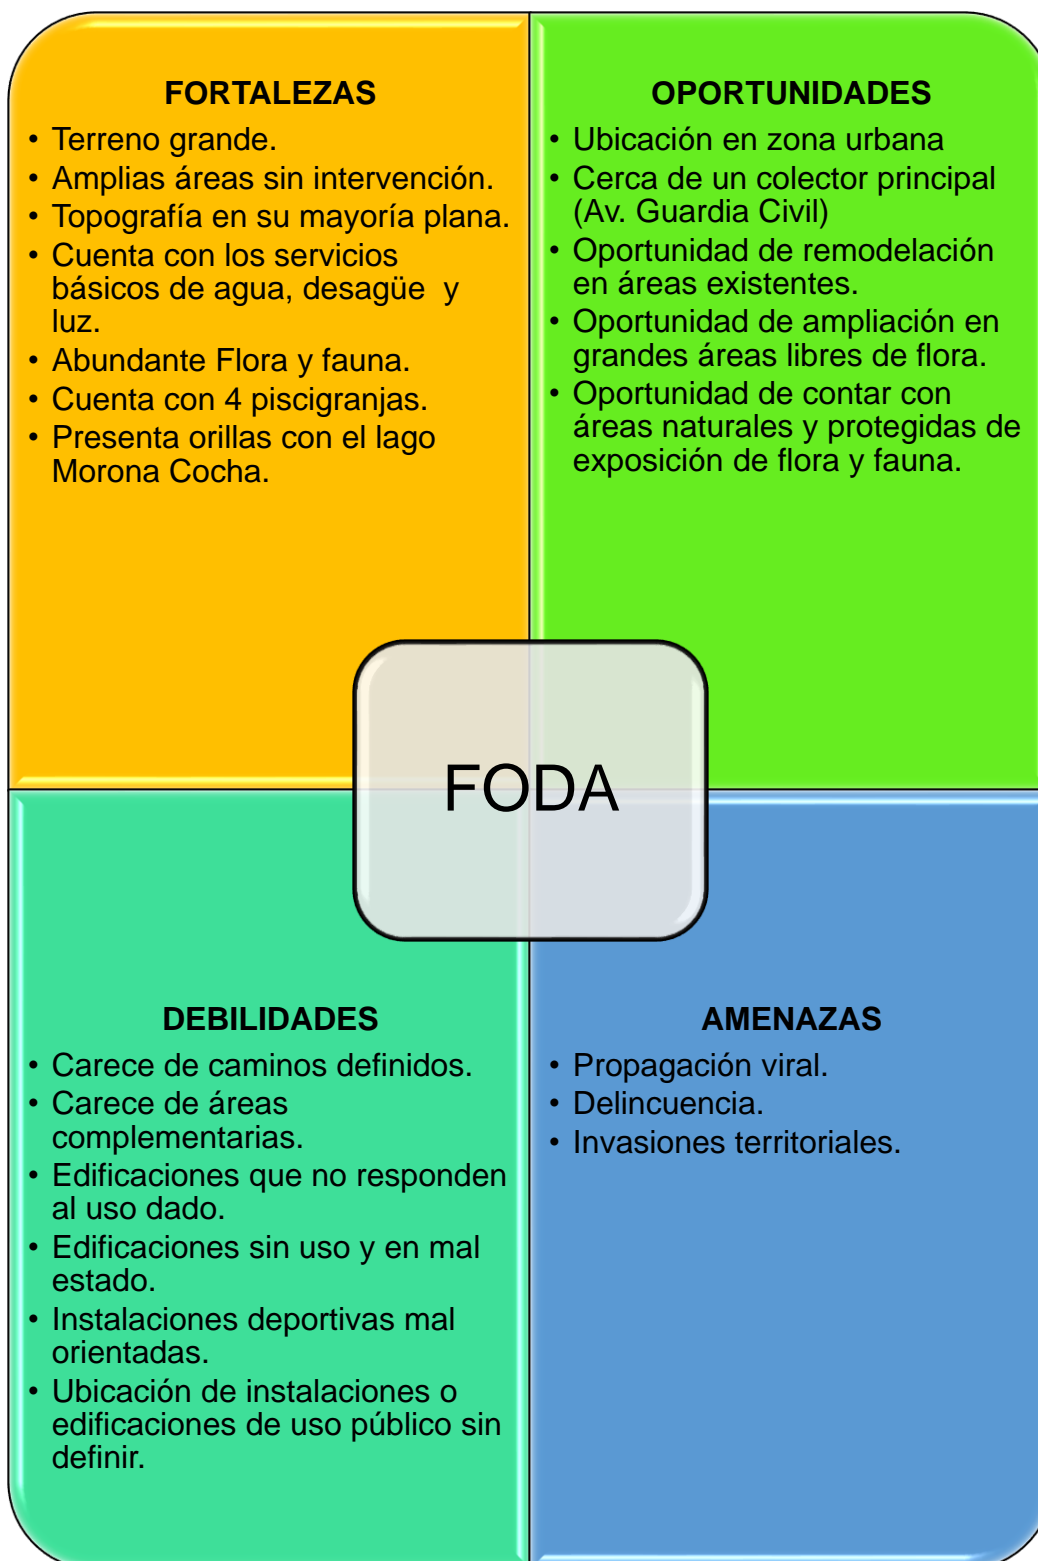 FORTALEZAS
• Terreno grande.
• Amplias áreas sin intervención.
• Topografía en su mayoría plana.
• Cuenta con los servicios
básicos de agua, desagüe y
luz.
• Abundante Flora y fauna.
• Cuenta con 4 piscigranjas.
• Presenta orillas con el lago
Morona Cocha.
OPORTUNIDADES
• Ubicación en zona urbana
• Cerca de un colector principal
(Av. Guardia Civil)
• Oportunidad de remodelación
en áreas existentes.
• Oportunidad de ampliación en
grandes áreas libres de flora.
• Oportunidad de contar con
áreas naturales y protegidas de
exposición de flora y fauna.
FODA
DEBILIDADES
• Carece de caminos definidos.
• Carece de áreas
complementarias.
• Edificaciones que no responden
al uso dado.
• Edificaciones sin uso y en mal
estado.
• Instalaciones deportivas mal
orientadas.
• Ubicación de instalaciones o
edificaciones de uso público sin
definir.
AMENAZAS
• Propagación viral.
• Delincuencia.
• Invasiones territoriales.